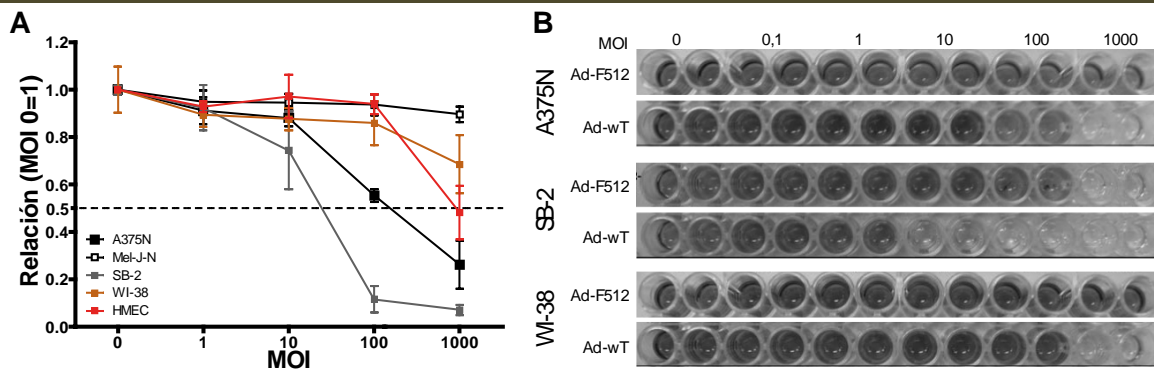 A
Relación (MOI 0=1)
1.2
1.0
0.8
0.6
0.5
0.4
0.2
0.0
A375N
Mel-J-N
SB-2
WI-38
HMEC
0 1 10 100 1000
MOI
B
MOI 0 0,1 1 10 100 1000
A375N
Ad-F512
Ad-wT
SB-2
Ad-F512
Ad-wT
WI-38
Ad-F512
Ad-wT